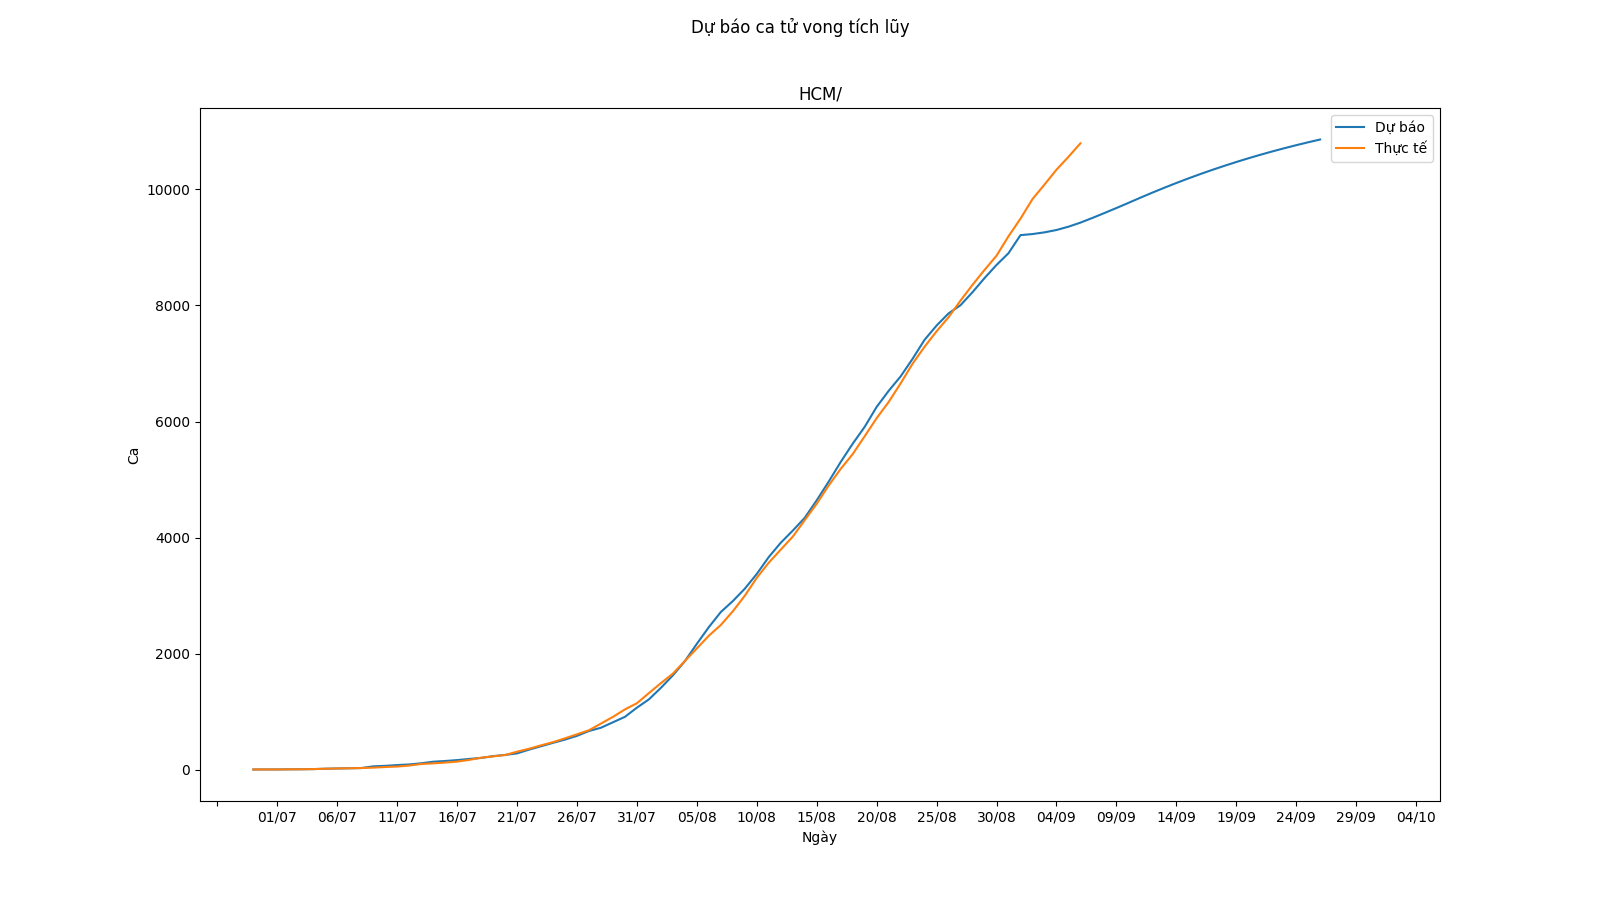 Dự báo ca tử vong tích lũy
HCM/
Dự báo
Thực tế
10000
8000
6000
4000
2000
0
Ca
01/07 06/07 11/07 16/07 21/07 26/07 31/07 05/08 10/08 15/08 20/08 25/08 30/08 04/09 09/09 14/09 19/09 24/09 29/09 04/10
Ngày